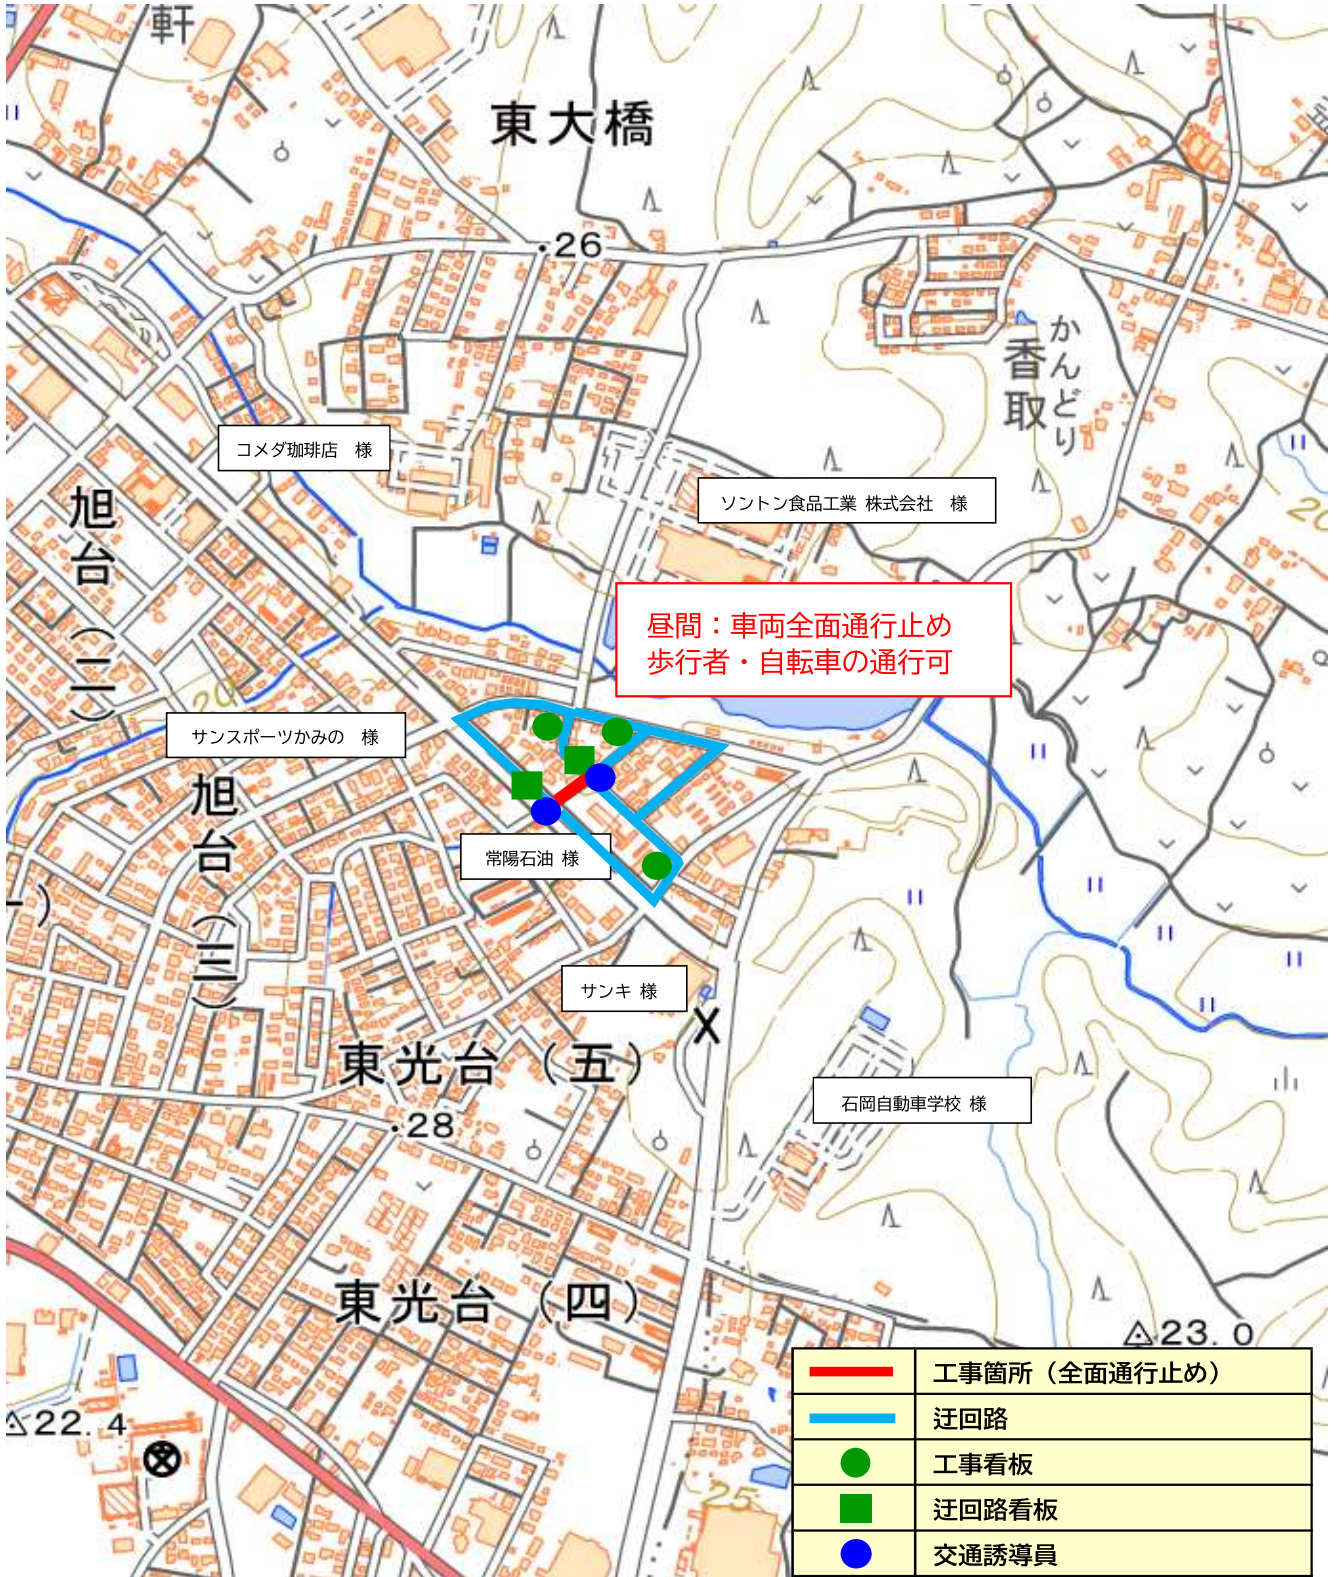 軒
東大橋
・26
かんどり
香取
コメダ珈琲店　様
ソントン食品工業 株式会社　様
旭台(二)
20
20
昼間：車両全面通行止め
歩行者・自転車の通行可
サンスポーツかみの　様
旭台(三)
常陽石油 様
サンキ 様
東光台（五）
石岡自動車学校 様
・28
東光台（四）
23.0
22.4
25
工事箇所（全面通行止め）
迂回路
工事看板
迂回路看板
交通誘導員